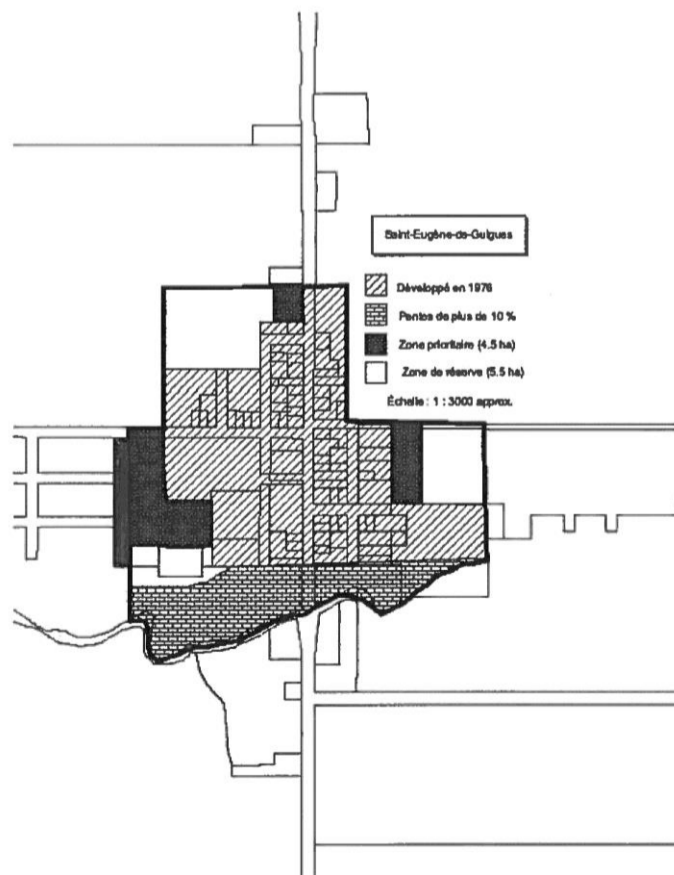 Saint-Eugène-de-Guigues
Développé en 1976
Pentes de plus de 10 %
Zone prioritaire (4.5 ha)
Zone de réserve (5.5 ha)
Échelle : 1 : 3000 approx.